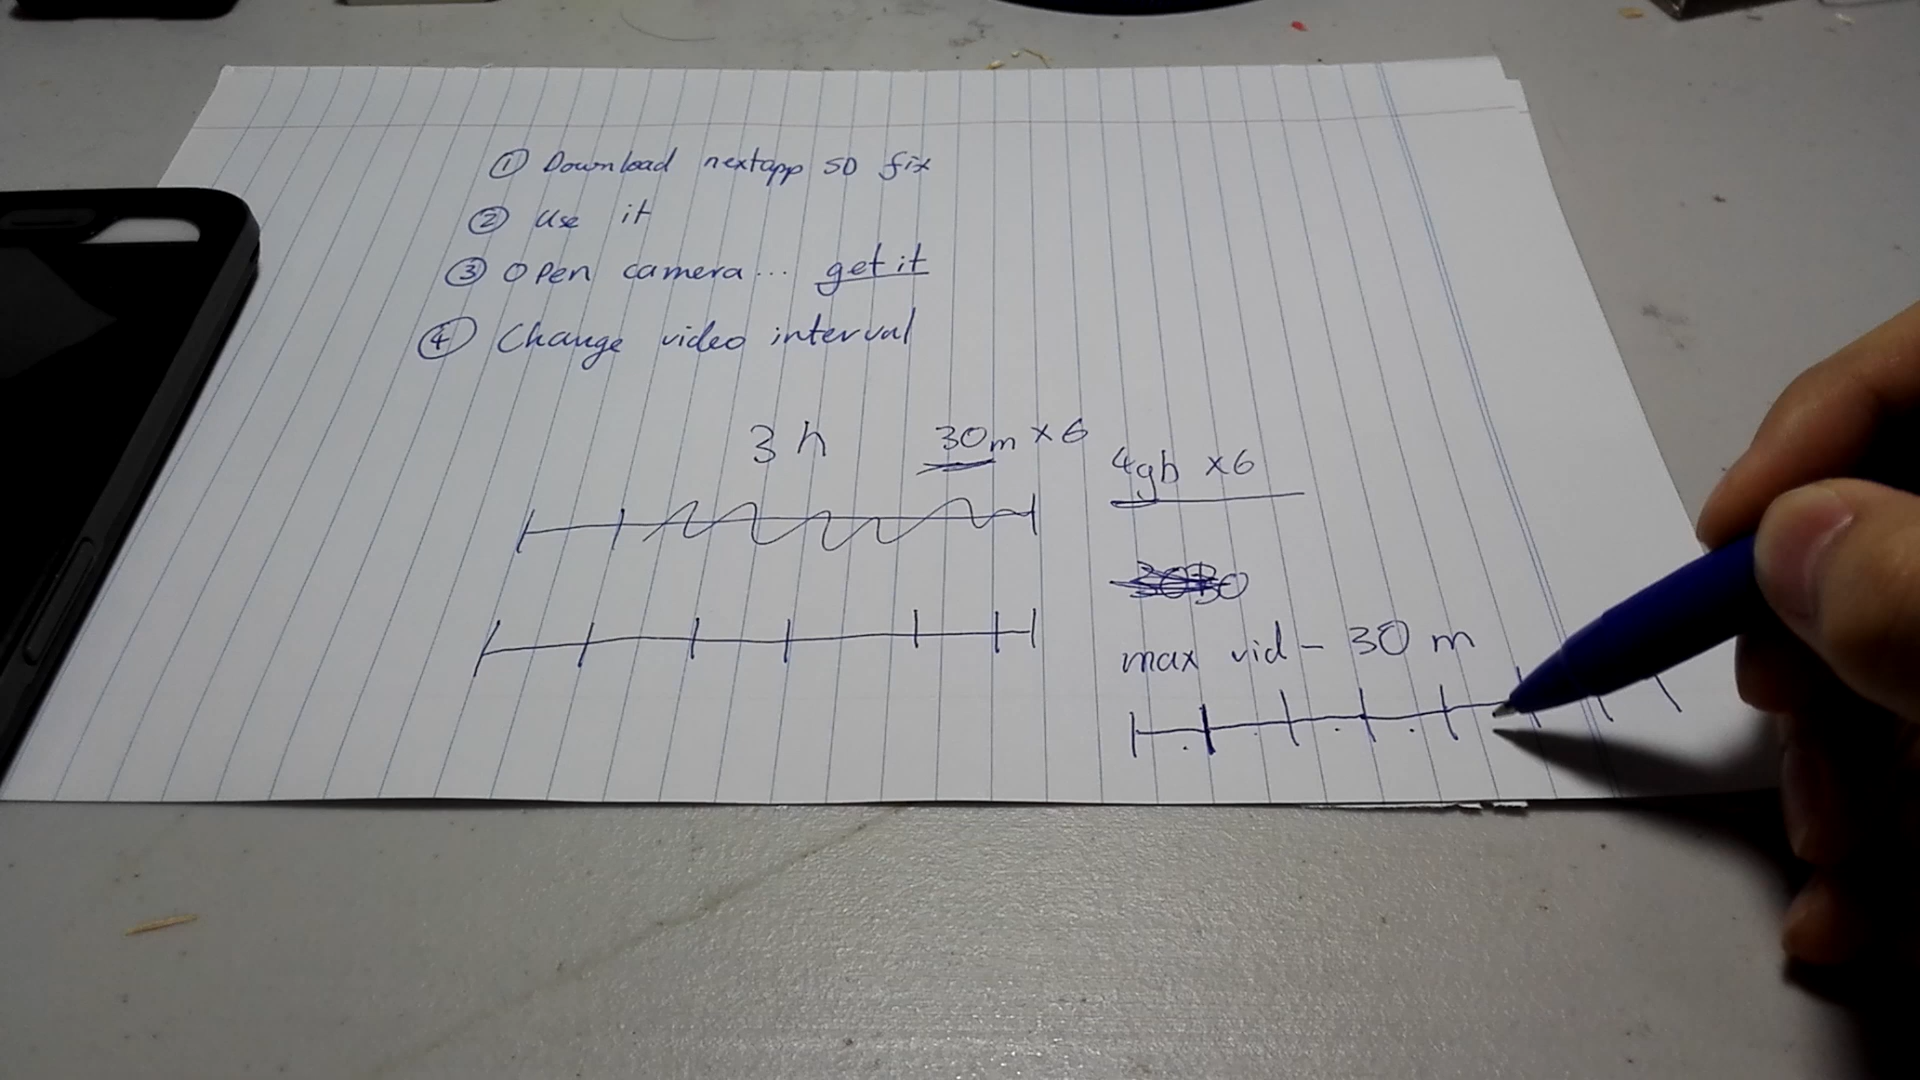 ① Download nextapp SD fix
② Use it
③ Open camera... get it
④ Change video interval
3 h
30m x 6
4gb x6
max vid - 30 m